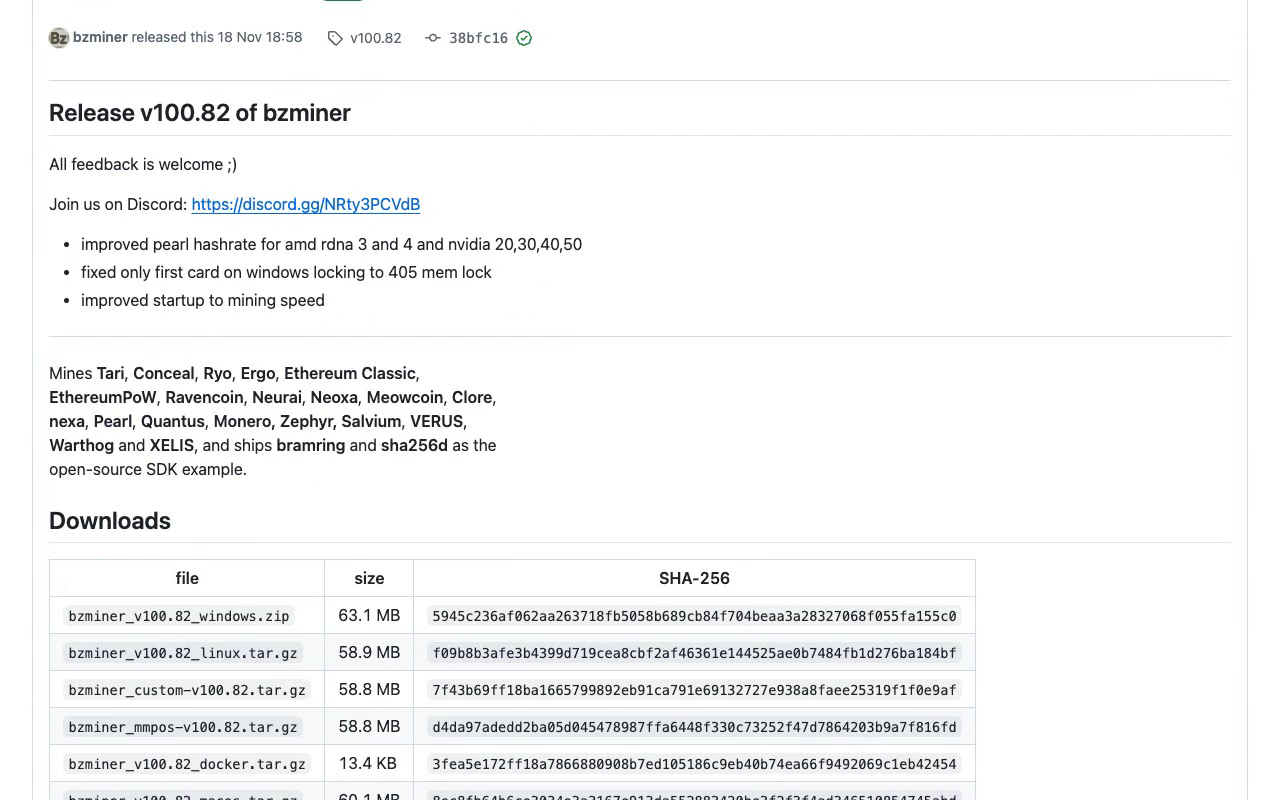 Bz bzminer released this 18 Nov 18:58 v100.82 38bfc16
Release v100.82 of bzminer
All feedback is welcome ;)
Join us on Discord: https://discord.gg/NRty3PCVdB
• improved pearl hashrate for amd rdna 3 and 4 and nvidia 20,30,40,50
• fixed only first card on windows locking to 405 mem lock
• improved startup to mining speed
Mines Tari, Conceal, Ryo, Ergo, Ethereum Classic,
EthereumPoW, Ravencoin, Neurai, Neoxa, Meowcoin, Clore,
nexa, Pearl, Quantus, Monero, Zephyr, Salvium, VERUS,
Warthog and XELIS, and ships bramring and sha256d as the
open-source SDK example.
Downloads
file size SHA-256
bzminer_v100.82_windows.zip 63.1 MB 5945c236af062aa263718fb5058b689cb84f704beaa3a28327068f055fa155c0
bzminer_v100.82_linux.tar.gz 58.9 MB f09b8b3afe3b4399d719cea8cbf2af46361e144525ae0b7484fb1d276ba184bf
bzminer_custom-v100.82.tar.gz 58.8 MB 7f43b69ff18ba1665799892eb91ca791e69132727e938a8faee25319f1f0e9af
bzminer_mmpos-v100.82.tar.gz 58.8 MB d4da97adedd2ba05d045478987ffa6448f330c73252f47d7864203b9a7f816fd
bzminer_v100.82_docker.tar.gz 13.4 KB 3fea5e172ff18a7866880908b7ed105186c9eb40b74ea66f9492069c1eb42454
bzminer_v100.82_macos.tar.gz 60.1 MB